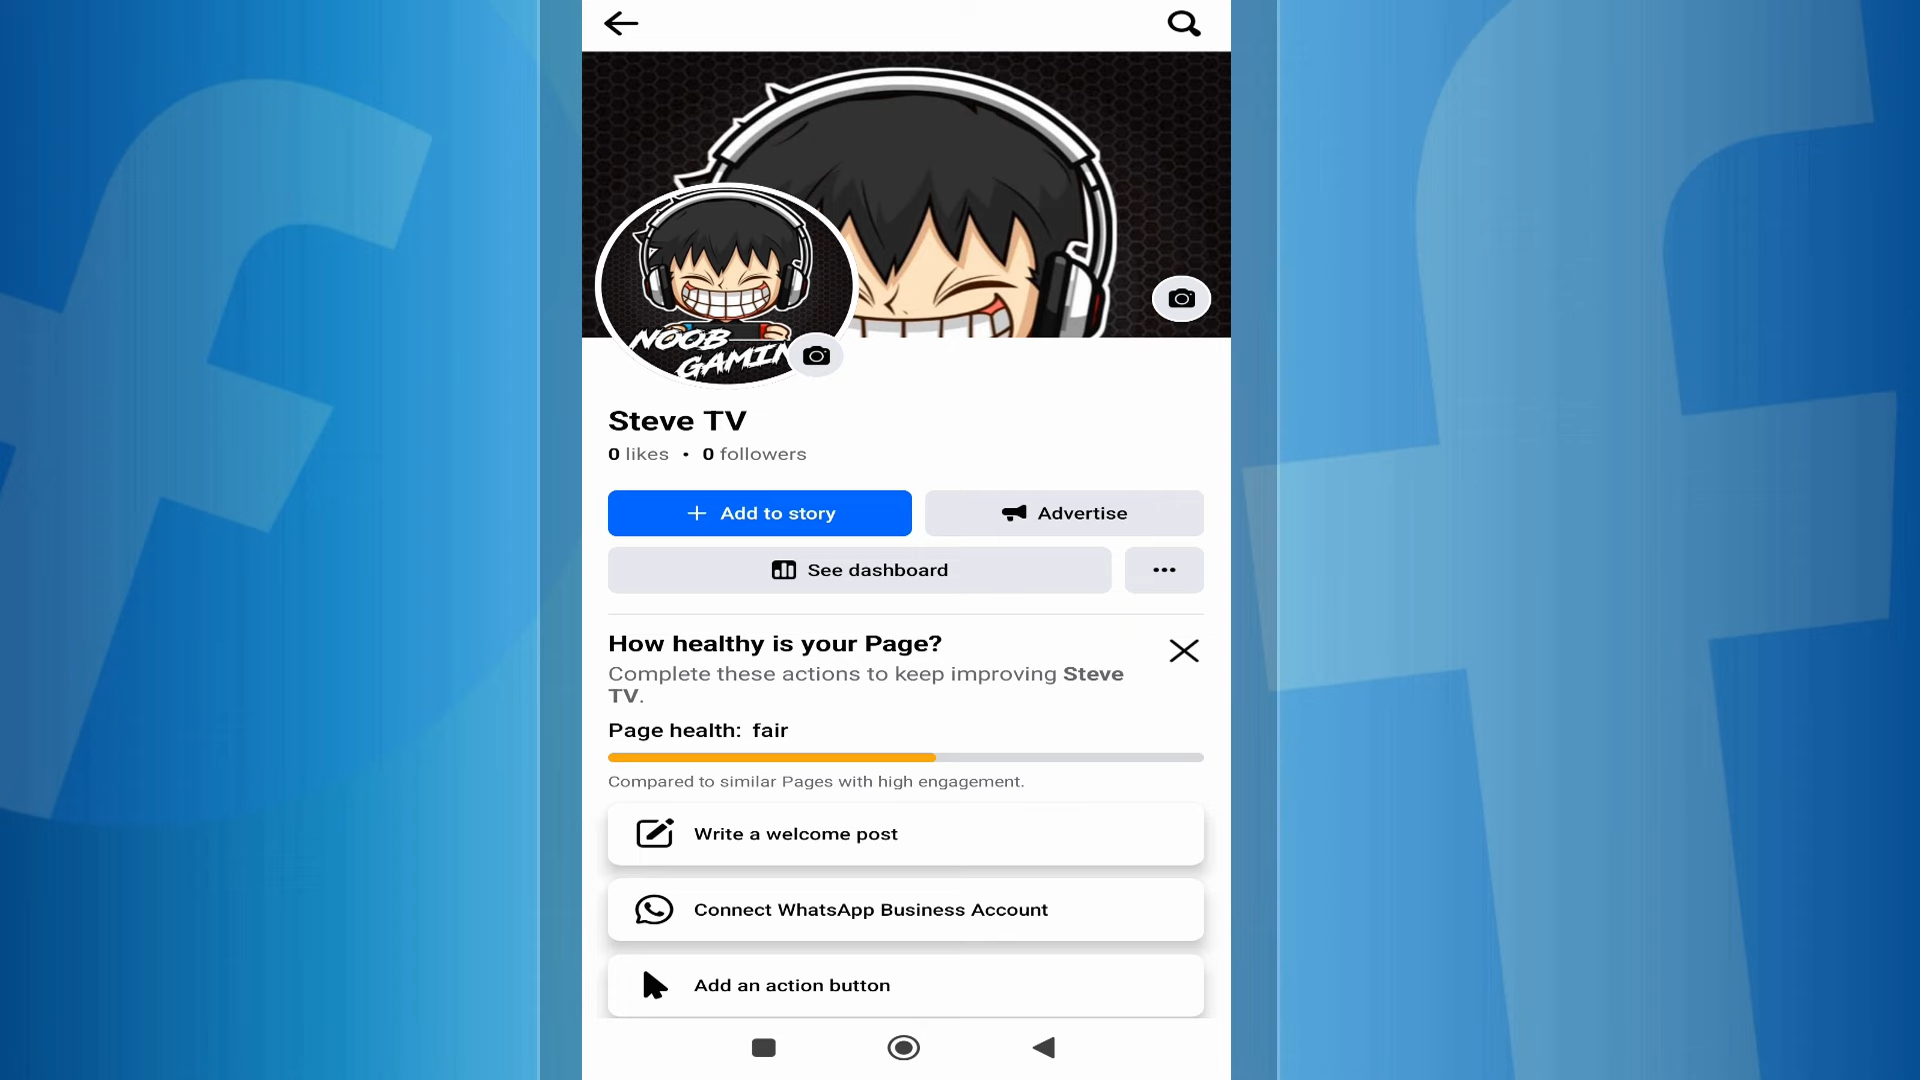 NOOB
GAMIN
Steve TV
0 likes • 0 followers
+ Add to story
Advertise
See dashboard
How healthy is your Page?
Complete these actions to keep improving Steve
TV.
Page health: fair
Compared to similar Pages with high engagement.
Write a welcome post
Connect WhatsApp Business Account
Add an action button